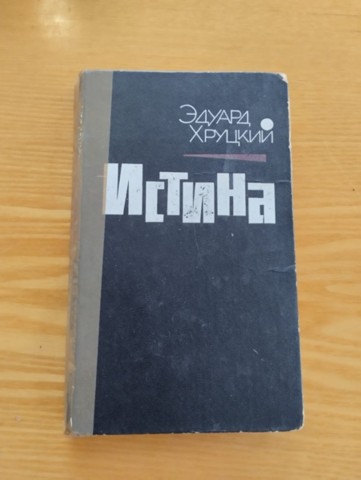 Эдуард
Хруцкий
Истина